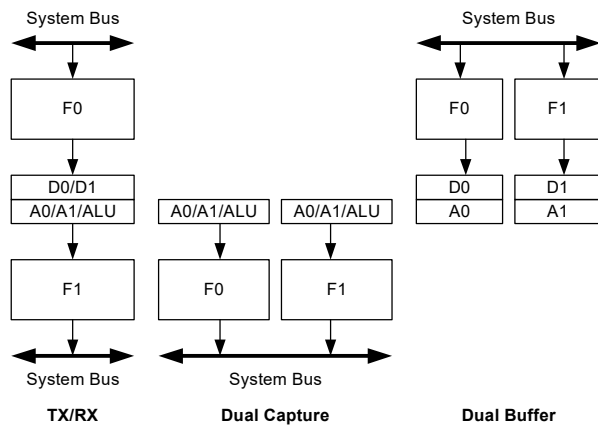 System Bus
F0
D0/D1
A0/A1/ALU
F1
System Bus
TX/RX
A0/A1/ALU
A0/A1/ALU
F0
F1
System Bus
Dual Capture
System Bus
F0
F1
D0
D1
A0
A1
Dual Buffer